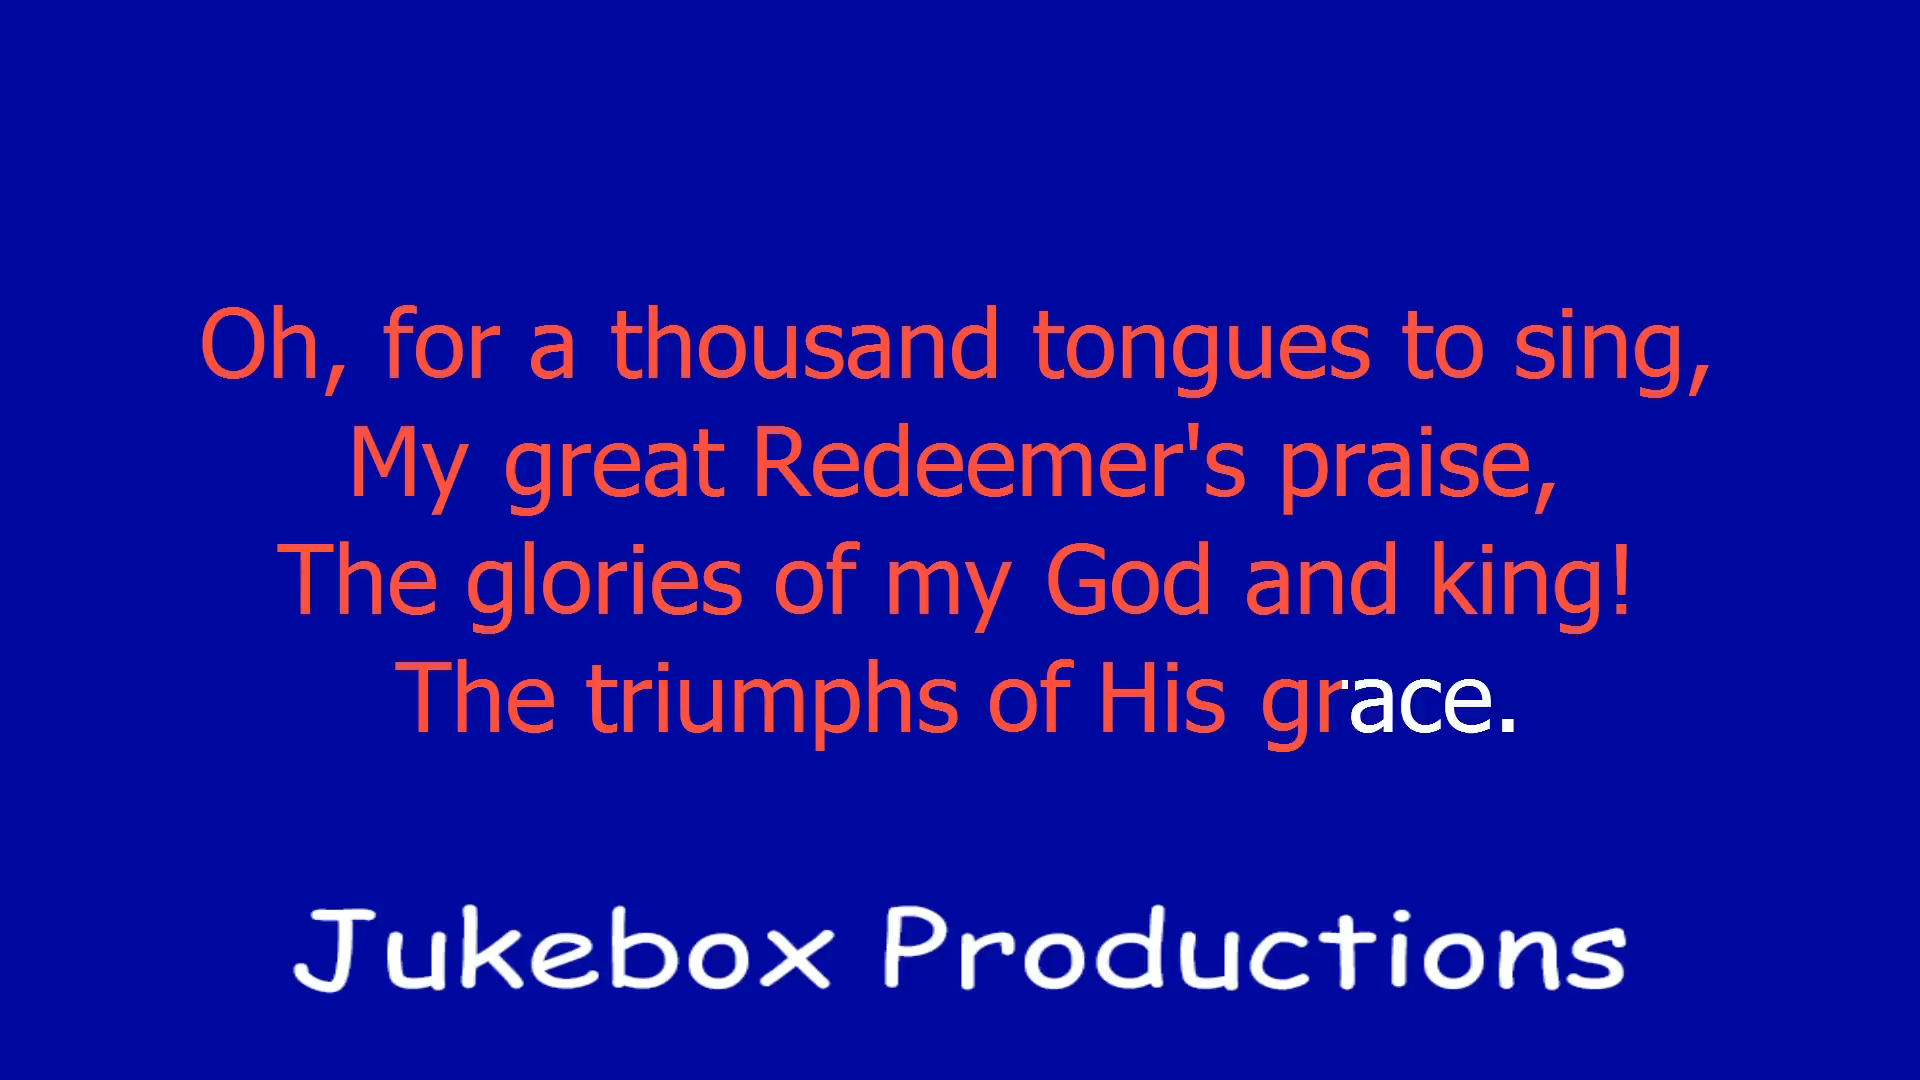 Oh, for a thousand tongues to sing,
My great Redeemer's praise,
The glories of my God and king!
The triumphs of His grace.
Jukebox Productions